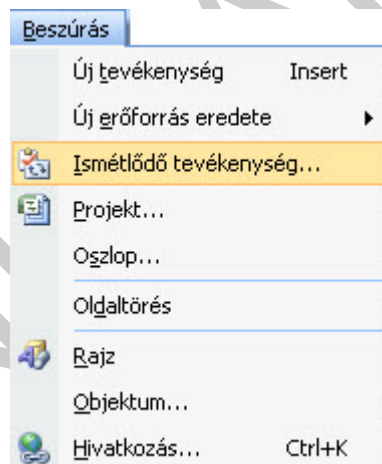 Beszúrás
Új tevékenység Insert
Új erőforrás eredete
Ismétlődő tevékenység...
Projekt...
Oszlop...
Oldaltörés
Rajz
Objektum...
Hivatkozás... Ctrl+K